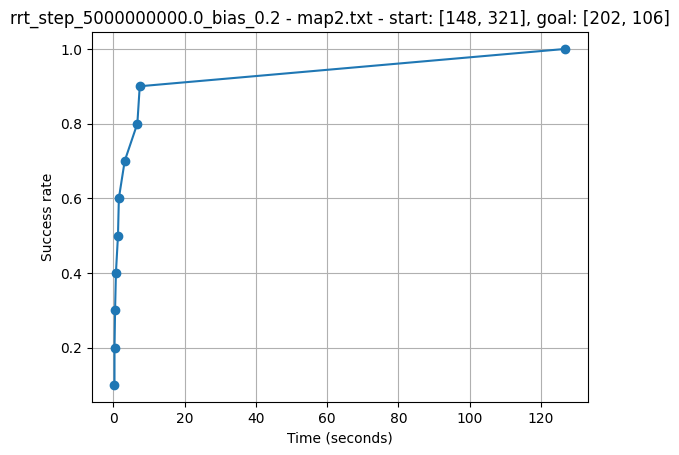 rrt_step_5000000000.0_bias_0.2 - map2.txt - start: [148, 321], goal: [202, 106]
1.0
0.8
0.6
0.4
0.2
Success rate
0 20 40 60 80 100 120
Time (seconds)